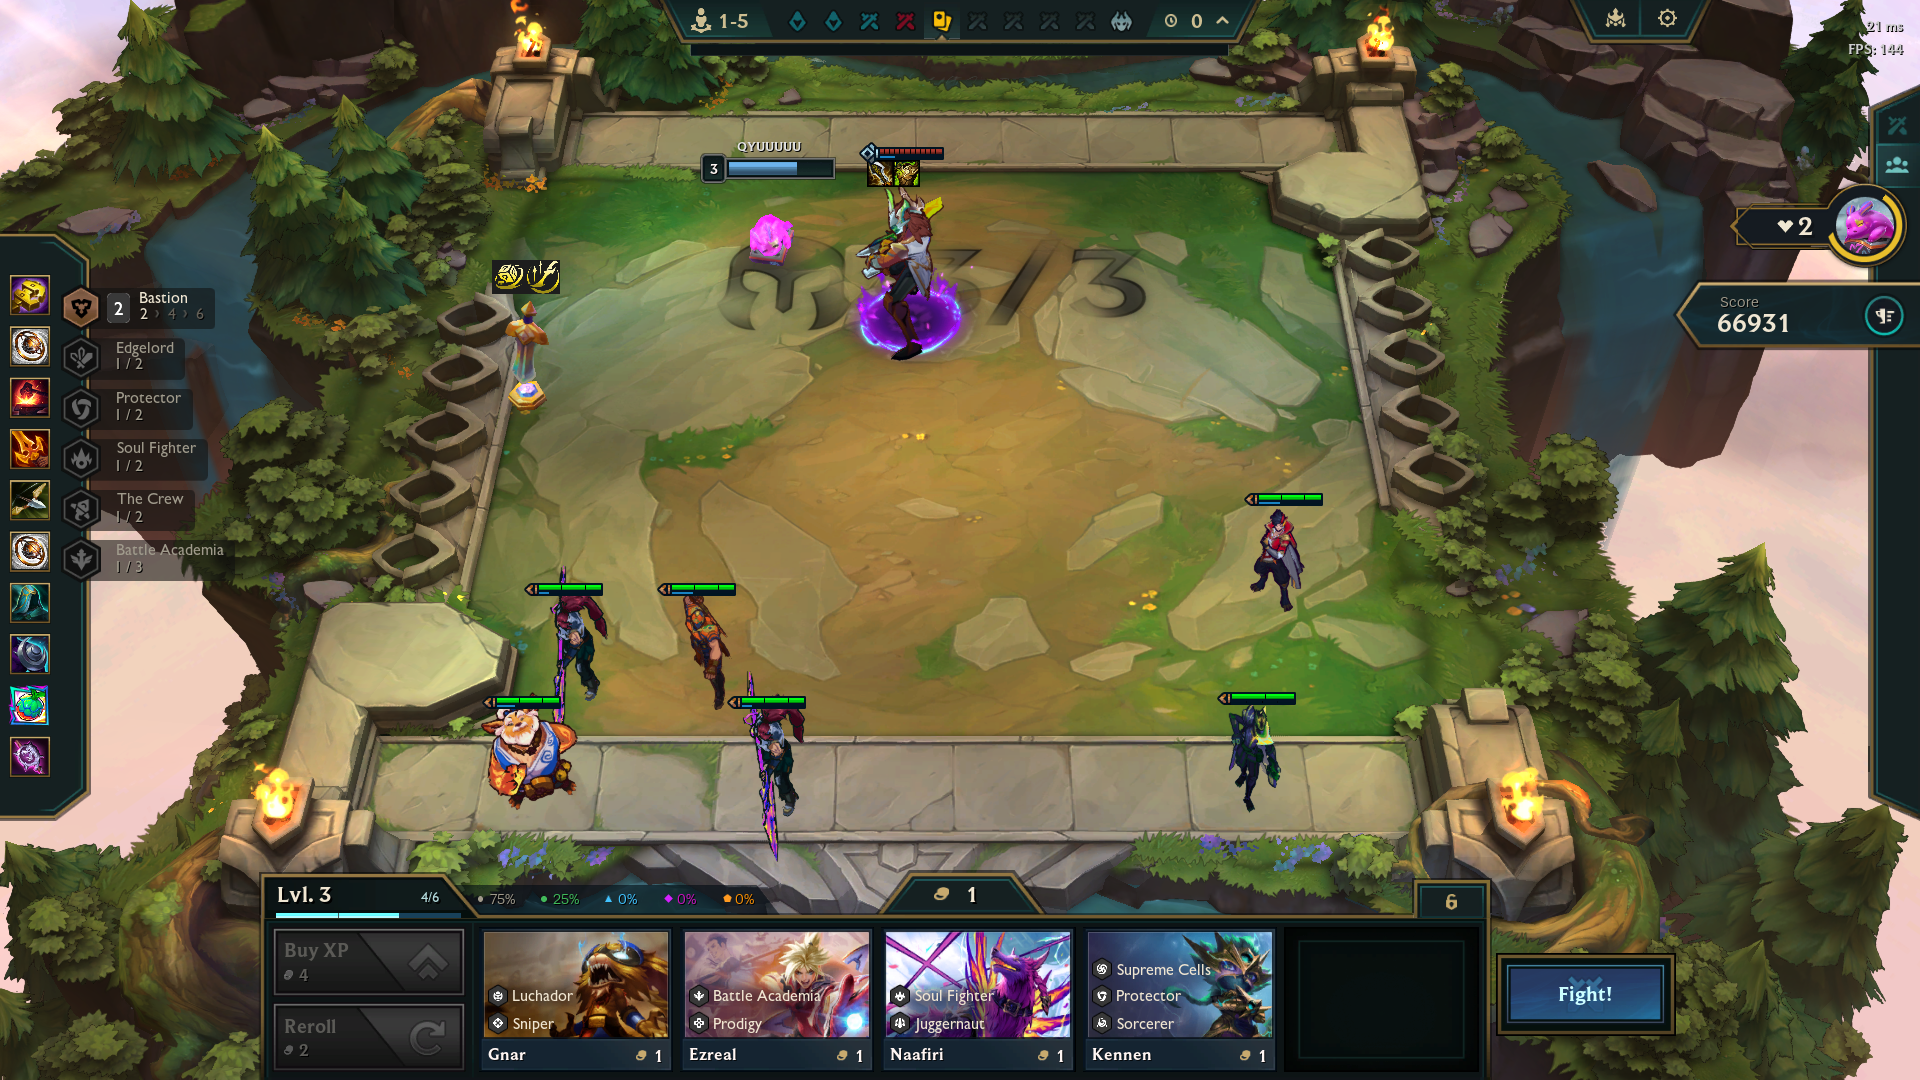 1-5
0
21 ms
FPS: 144
QYUUUUU
3
3/3
2
Score
66931
2
Bastion
2 › 4 › 6
Edgelord
1 / 2
Protector
1 / 2
Soul Fighter
1 / 2
The Crew
1 / 2
Battle Academia
1 / 3
Lvl. 3
4/6
75%
25%
0%
0%
0%
1
6
Buy XP
4
Reroll
2
Luchador
Sniper
Gnar
1
Battle Academia
Prodigy
Ezreal
1
Soul Fighter
Juggernaut
Naafiri
1
Supreme Cells
Protector
Sorcerer
Kennen
1
Fight!